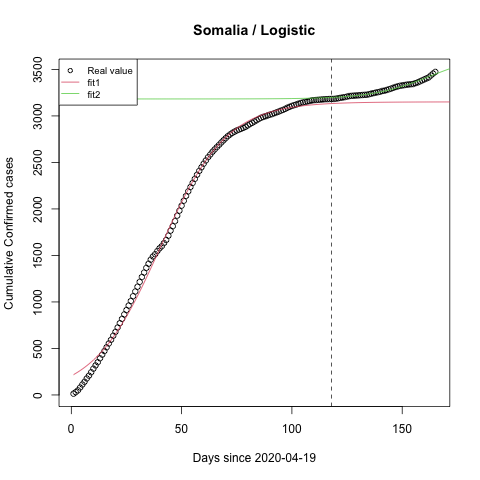 Somalia / Logistic
Real value
fit1
fit2
Cumulative Confirmed cases
3500
3000
2500
2000
1500
1000
500
0
0 50 100 150
Days since 2020-04-19